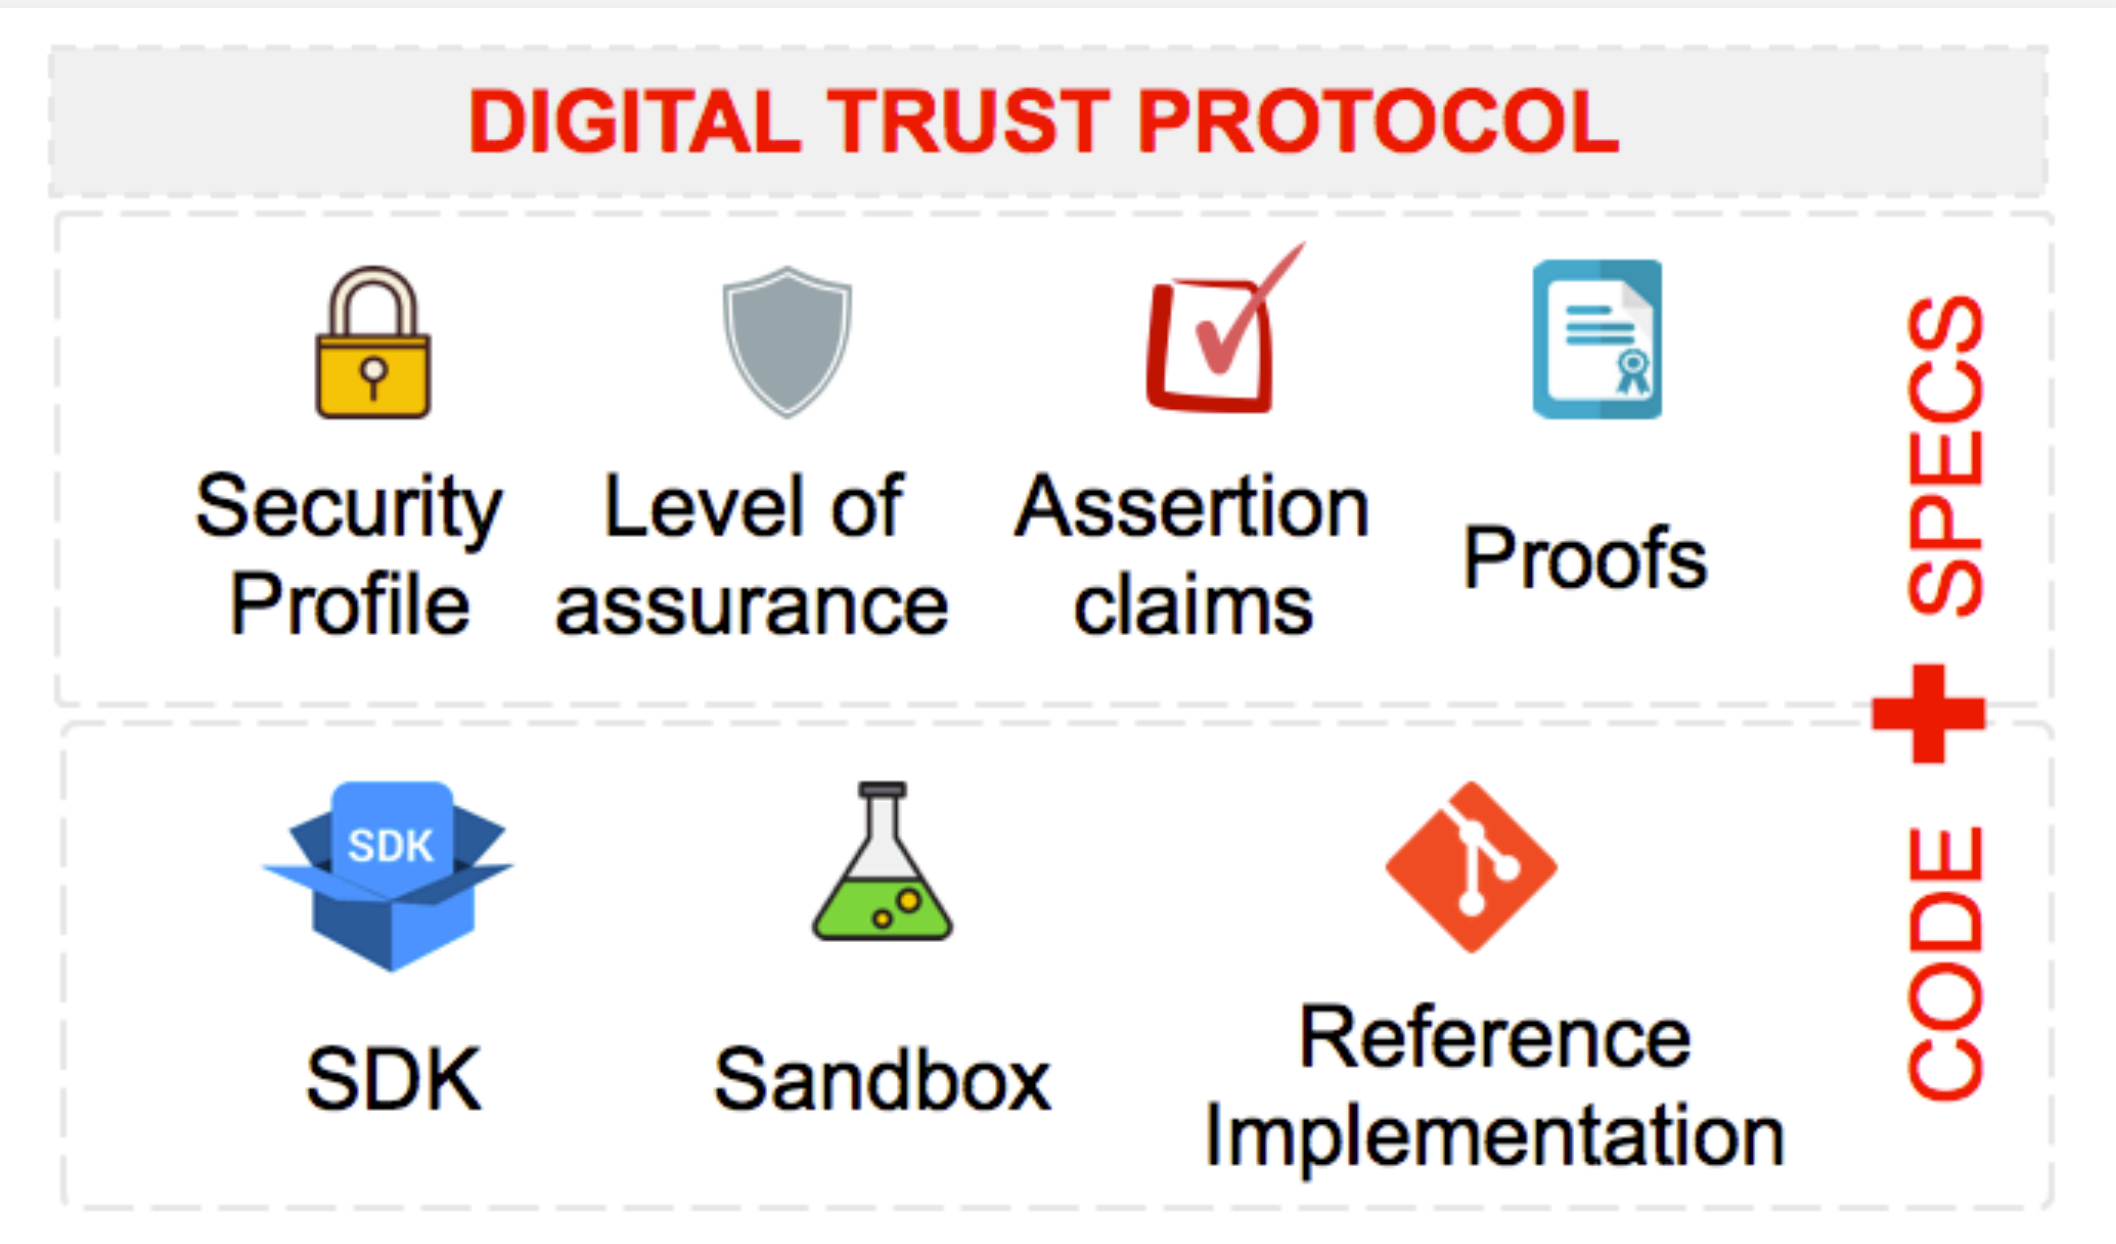 DIGITAL TRUST PROTOCOL
Security
Profile
Level of
assurance
Assertion
claims
Proofs
SPECS
+
SDK
SDK
Sandbox
Reference
Implementation
CODE